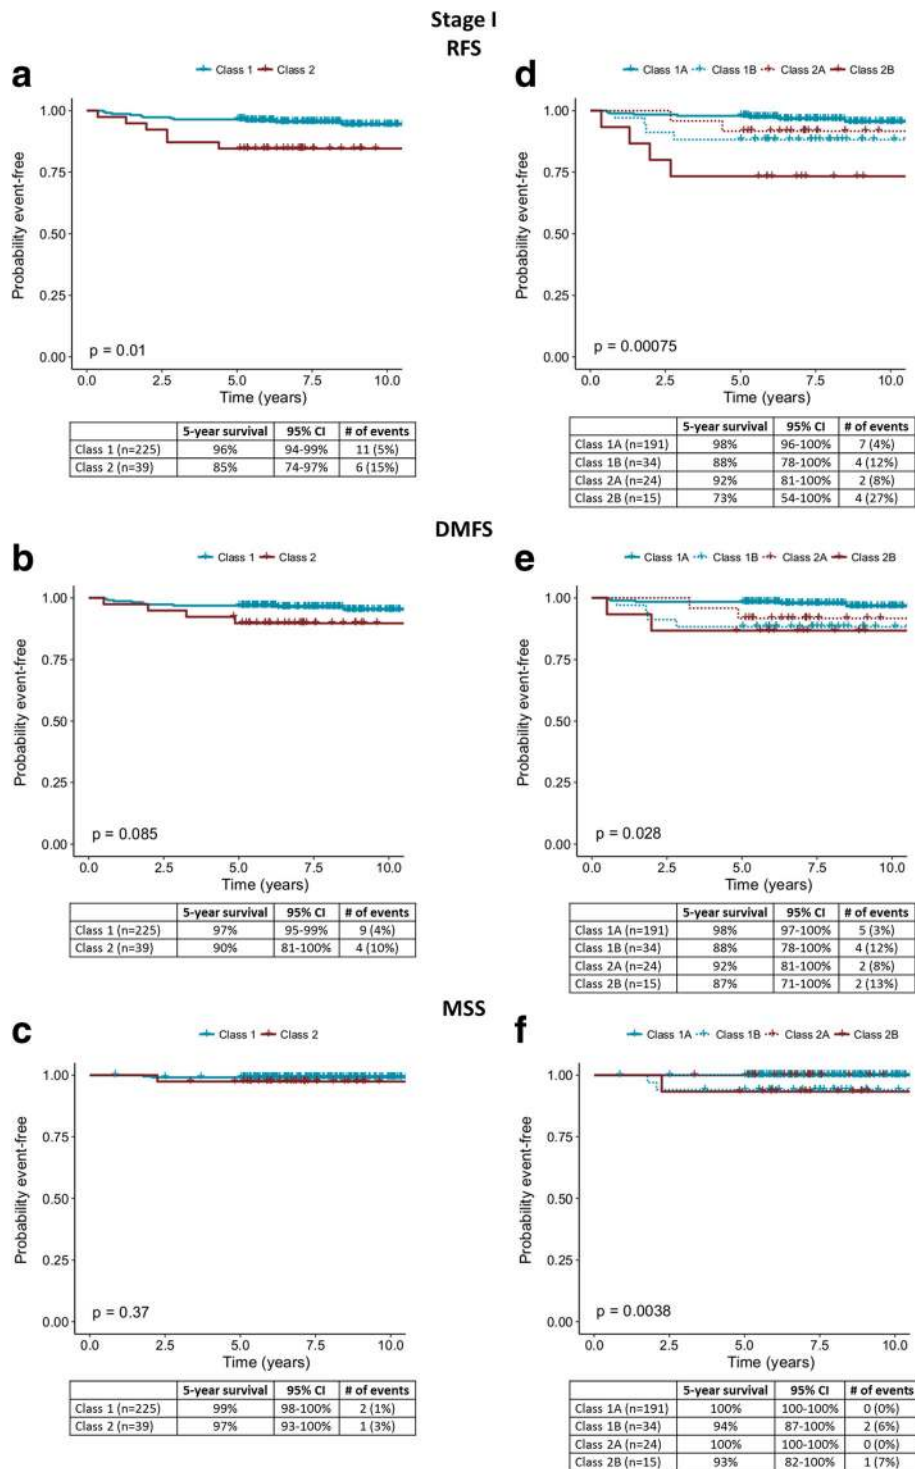 Stage I
RFS
a
Class 1 Class 2
Probability event-free
1.00
0.75
0.50
0.25
0.00
p = 0.01
0.0 2.5 5.0 7.5 10.0
Time (years)
5-year survival 95% CI # of events
Class 1 (n=225) 96% 94-99% 11 (5%)
Class 2 (n=39) 85% 74-97% 6 (15%)
d
Class 1A Class 1B Class 2A Class 2B
Probability event-free
1.00
0.75
0.50
0.25
0.00
p = 0.00075
0.0 2.5 5.0 7.5 10.0
Time (years)
5-year survival 95% CI # of events
Class 1A (n=191) 98% 96-100% 7 (4%)
Class 1B (n=34) 88% 78-100% 4 (12%)
Class 2A (n=24) 92% 81-100% 2 (8%)
Class 2B (n=15) 73% 54-100% 4 (27%)
DMFS
b
Class 1 Class 2
Probability event-free
1.00
0.75
0.50
0.25
0.00
p = 0.085
0.0 2.5 5.0 7.5 10.0
Time (years)
5-year survival 95% CI # of events
Class 1 (n=225) 97% 95-99% 9 (4%)
Class 2 (n=39) 90% 81-100% 4 (10%)
e
Class 1A Class 1B Class 2A Class 2B
Probability event-free
1.00
0.75
0.50
0.25
0.00
p = 0.028
0.0 2.5 5.0 7.5 10.0
Time (years)
5-year survival 95% CI # of events
Class 1A (n=191) 98% 97-100% 5 (3%)
Class 1B (n=34) 88% 78-100% 4 (12%)
Class 2A (n=24) 92% 81-100% 2 (8%)
Class 2B (n=15) 87% 71-100% 2 (13%)
MSS
c
Class 1 Class 2
Probability event-free
1.00
0.75
0.50
0.25
0.00
p = 0.37
0.0 2.5 5.0 7.5 10.0
Time (years)
5-year survival 95% CI # of events
Class 1 (n=225) 99% 98-100% 2 (1%)
Class 2 (n=39) 97% 93-100% 1 (3%)
f
Class 1A Class 1B Class 2A Class 2B
Probability event-free
1.00
0.75
0.50
0.25
0.00
p = 0.0038
0.0 2.5 5.0 7.5 10.0
Time (years)
5-year survival 95% CI # of events
Class 1A (n=191) 100% 100-100% 0 (0%)
Class 1B (n=34) 94% 87-100% 2 (6%)
Class 2A (n=24) 100% 100-100% 0 (0%)
Class 2B (n=15) 93% 82-100% 1 (7%)